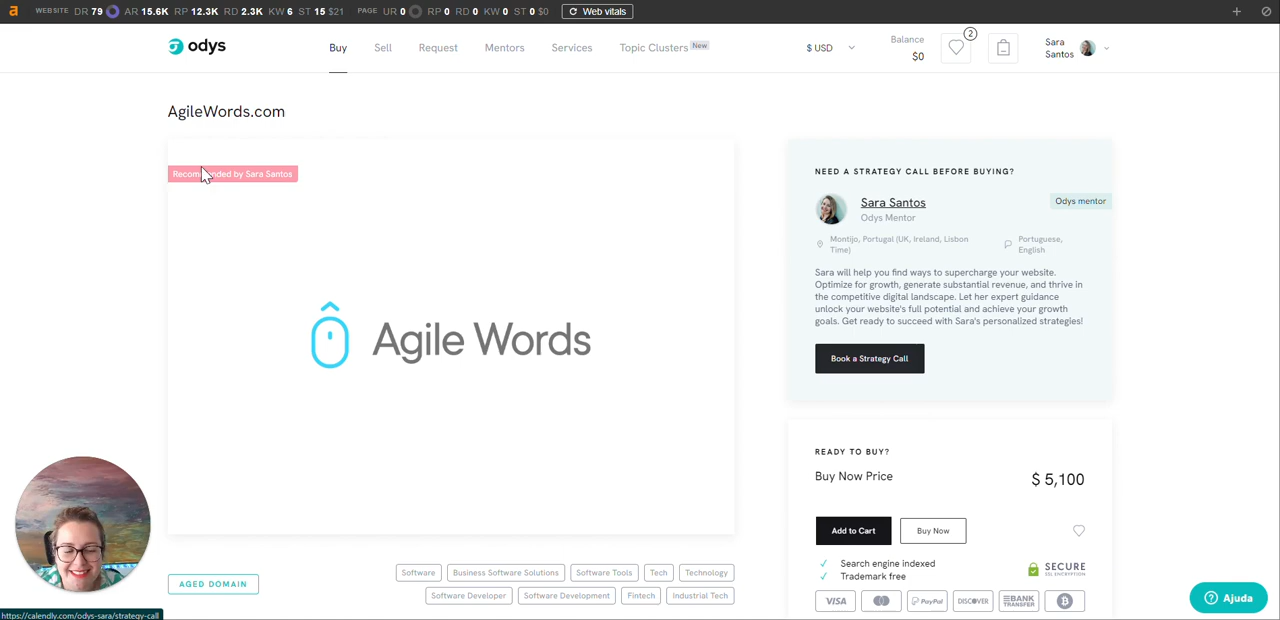 WEBSITE DR 79 AR 15.6K RP 12.3K RD 2.3K KW 6 ST 15 $21 PAGE UR 0 RP 0 RD 0 KW 0 ST 0 $0 Web vitals
odys Buy Sell Request Mentors Services Topic Clusters New $ USD Balance $0 2 Sara Santos
AgileWords.com
Recommended by Sara Santos
Agile Words
AGED DOMAIN
Software Business Software Solutions Software Tools Tech Technology
Software Developer Software Development Fintech Industrial Tech
NEED A STRATEGY CALL BEFORE BUYING?
Sara Santos Odys mentor
Odys Mentor
Montijo, Portugal (UK, Ireland, Lisbon Portuguese,
Time) English
Sara will help you find ways to supercharge your website.
Optimize for growth, generate substantial revenue, and thrive in
the competitive digital landscape. Let her expert guidance
unlock your website's full potential and achieve your growth
goals. Get ready to succeed with Sara's personalized strategies!
Book a Strategy Call
READY TO BUY?
Buy Now Price $ 5,100
Add to Cart Buy Now
✓ Search engine indexed
✓ Trademark free
SECURE
SSL ENCRYPTION
VISA PayPal DISCOVER BANK TRANSFER
Ajuda
https://calendly.com/odys-sara/strategy-call